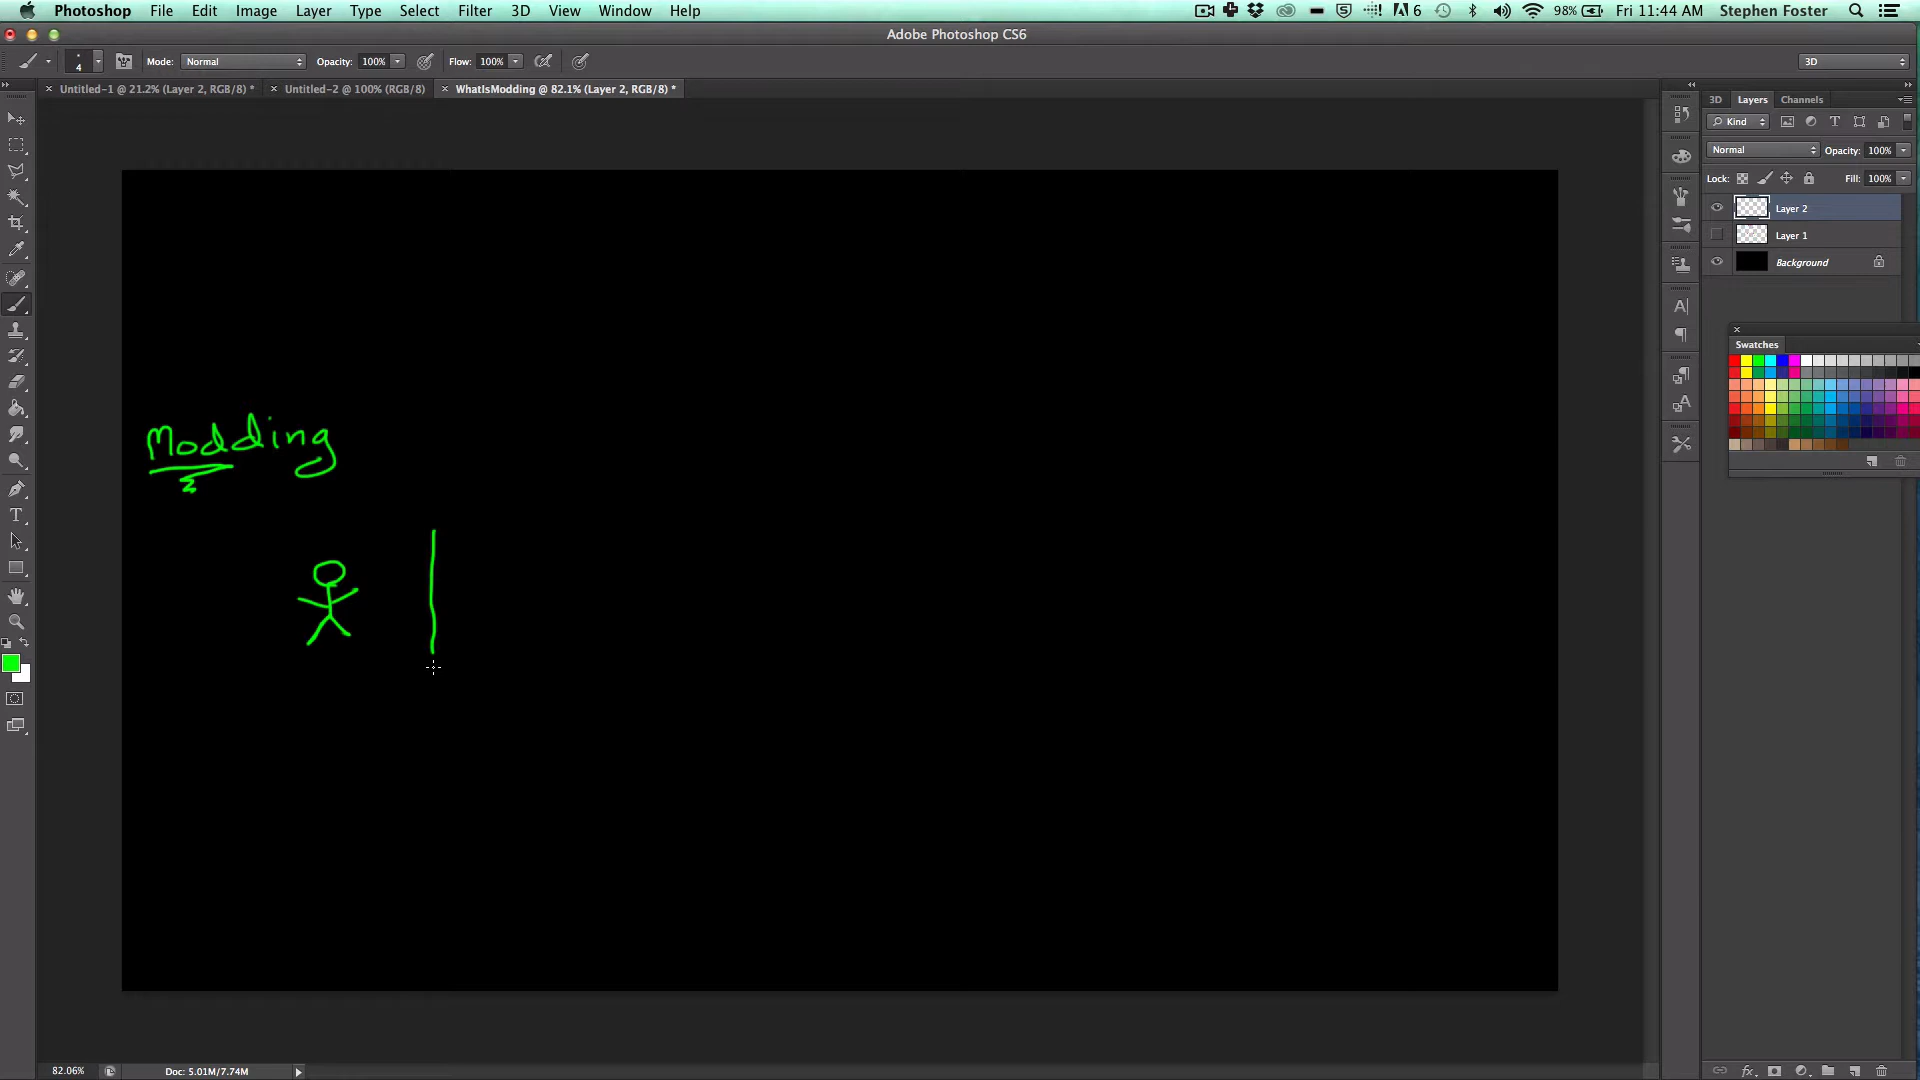 Photoshop File Edit Image Layer Type Select Filter 3D View Window Help 6 98% Fri 11:44 AM Stephen Foster
Adobe Photoshop CS6
4 Mode: Normal Opacity: 100% Flow: 100% 3D
Untitled-1 @ 21.2% (Layer 2, RGB/8) * Untitled-2 @ 100% (RGB/8) WhatIsModding @ 82.1% (Layer 2, RGB/8) *
3D Layers Channels
Kind
Normal Opacity: 100%
Lock: Fill: 100%
Layer 2
Layer 1
Background
Swatches
Modding
82.06% Doc: 5.01M/7.74M